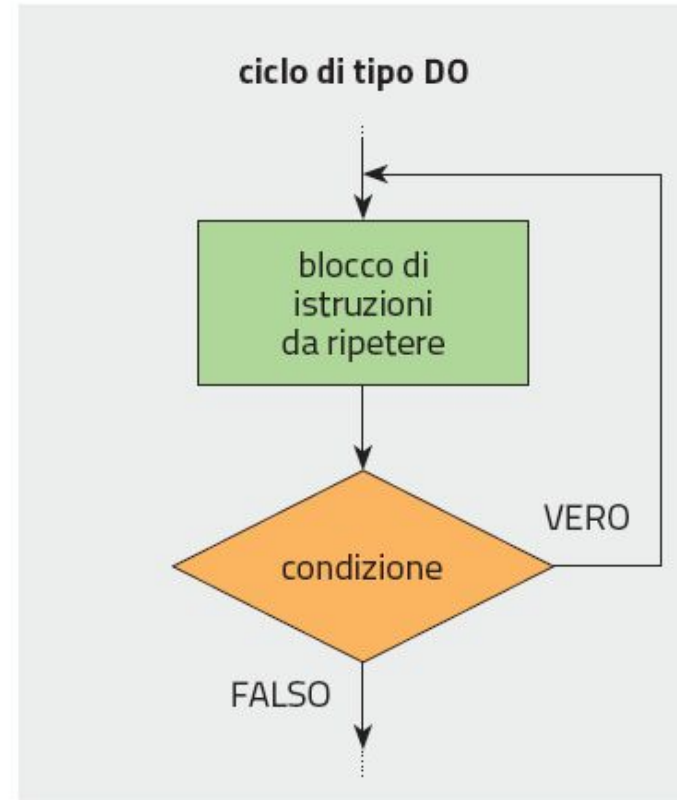 ciclo di tipo DO
blocco di
istruzioni
da ripetere
VERO
condizione
FALSO